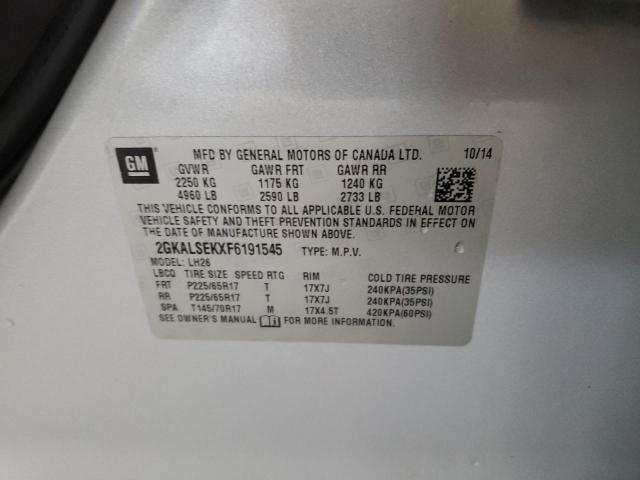 GM
MFD BY GENERAL MOTORS OF CANADA LTD. 10/14
GVWR GAWR FRT GAWR RR
2250 KG 1175 KG 1240 KG
4960 LB 2590 LB 2733 LB
THIS VEHICLE CONFORMS TO ALL APPLICABLE U.S. FEDERAL MOTOR
VEHICLE SAFETY AND THEFT PREVENTION STANDARDS IN EFFECT ON
THE DATE OF MANUFACTURE SHOWN ABOVE.
2GKALSEKXF6191545 TYPE: M.P.V.
MODEL: LH26
LBCQ TIRE SIZE SPEED RTG RIM COLD TIRE PRESSURE
FRT P225/65R17 T 17X7J 240KPA(35PSI)
RR P225/65R17 T 17X7J 240KPA(35PSI)
SPA T145/70R17 M 17X4.5T 420KPA(60PSI)
SEE OWNER'S MANUAL FOR MORE INFORMATION.